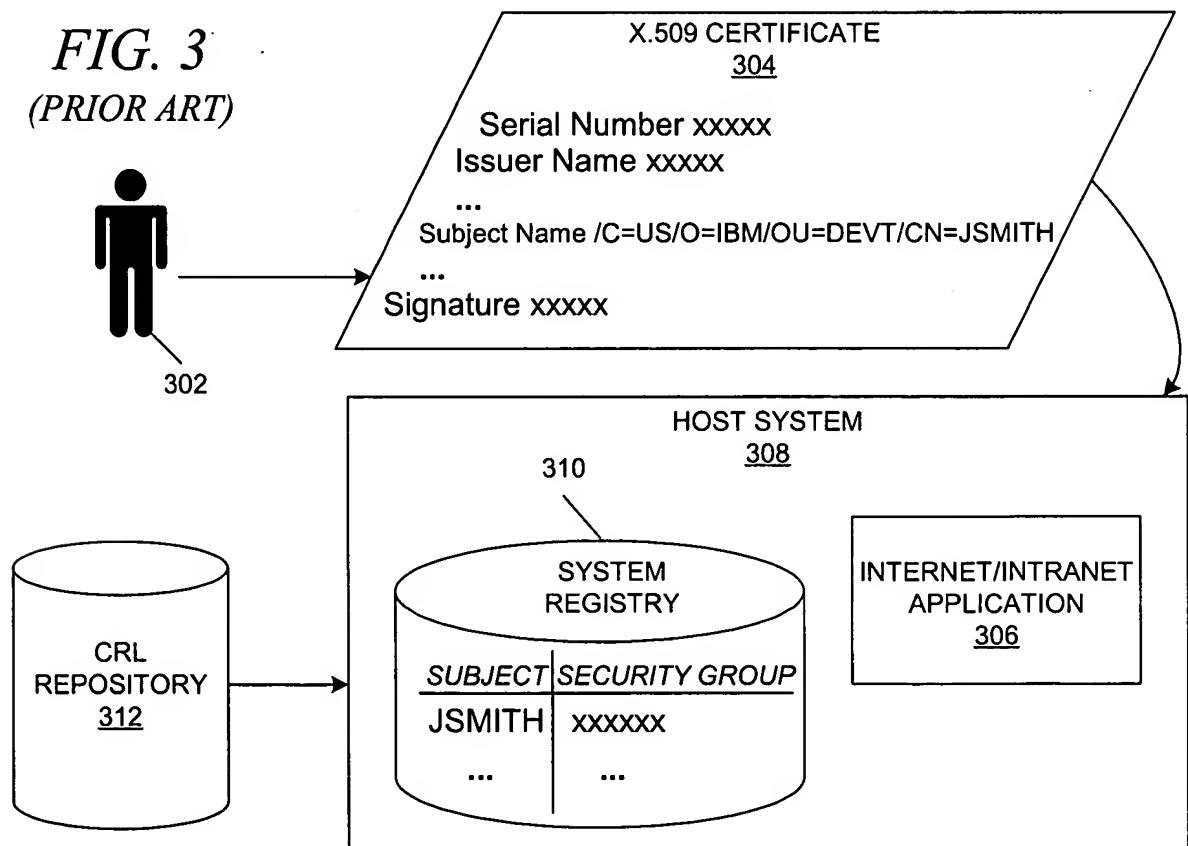 FIG. 3
(PRIOR ART)
X.509 CERTIFICATE
304
Serial Number xxxxx
Issuer Name xxxxx
...
Subject Name /C=US/O=IBM/OU=DEVT/CN=JSMITH
...
Signature xxxxx
302
HOST SYSTEM
308
310
SYSTEM
REGISTRY
SUBJECT SECURITY GROUP
JSMITH xxxxxx
... ...
INTERNET/INTRANET
APPLICATION
306
CRL
REPOSITORY
312